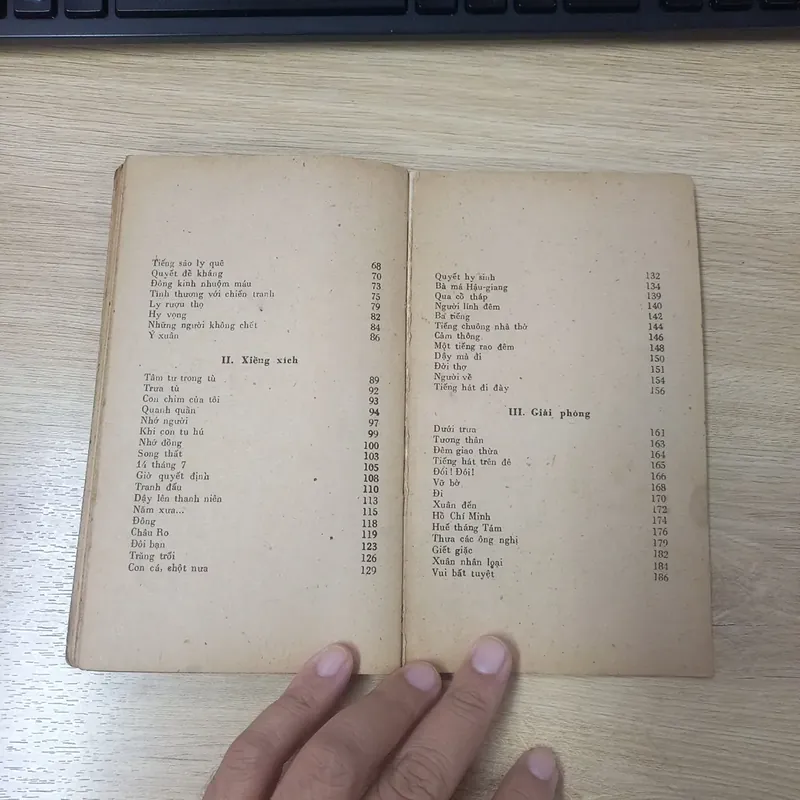 Tiếng sáo ly quê 68
Quyết đề kháng 70
Đông kinh nhuộm máu 73
Tình thương với chiến tranh 75
Ly rượu thọ 79
Hy vọng 82
Những người không chết 84
Ý xuân 86
II. Xiềng xích
Tâm tư trong tù 89
Trưa tù 92
Con chim của tôi 93
Quanh quẩn 94
Nhớ người 97
Khi con tu hú 99
Nhớ đồng 100
Song thất 103
14 tháng 7 105
Giờ quyết định 108
Tranh đấu 110
Dậy lên thanh niên 113
Năm xưa... 115
Đông 118
Châu Ro 119
Đôi bạn 123
Trăng trối 126
Con cá, chột nưa 129
Quyết hy sinh 132
Bà má Hậu-giang 134
Qua cồ tháp 139
Người lính đêm 140
Ba tiếng 142
Tiếng chuông nhà thờ 144
Cảm thông 146
Một tiếng rao đêm 148
Dậy mà đi 150
Đời thợ 151
Người về 154
Tiếng hát đi đày 156
III. Giải phóng
Dưới trưa 161
Tương thân 163
Đêm giao thừa 164
Tiếng hát trên đê 165
Đói! Đói! 166
Vỡ bờ 168
Đi 170
Xuân đến 172
Hồ Chí Minh 174
Huế tháng Tám 176
Thưa các ông nghị 179
Giết giặc 182
Xuân nhân loại 184
Vui bất tuyệt 186